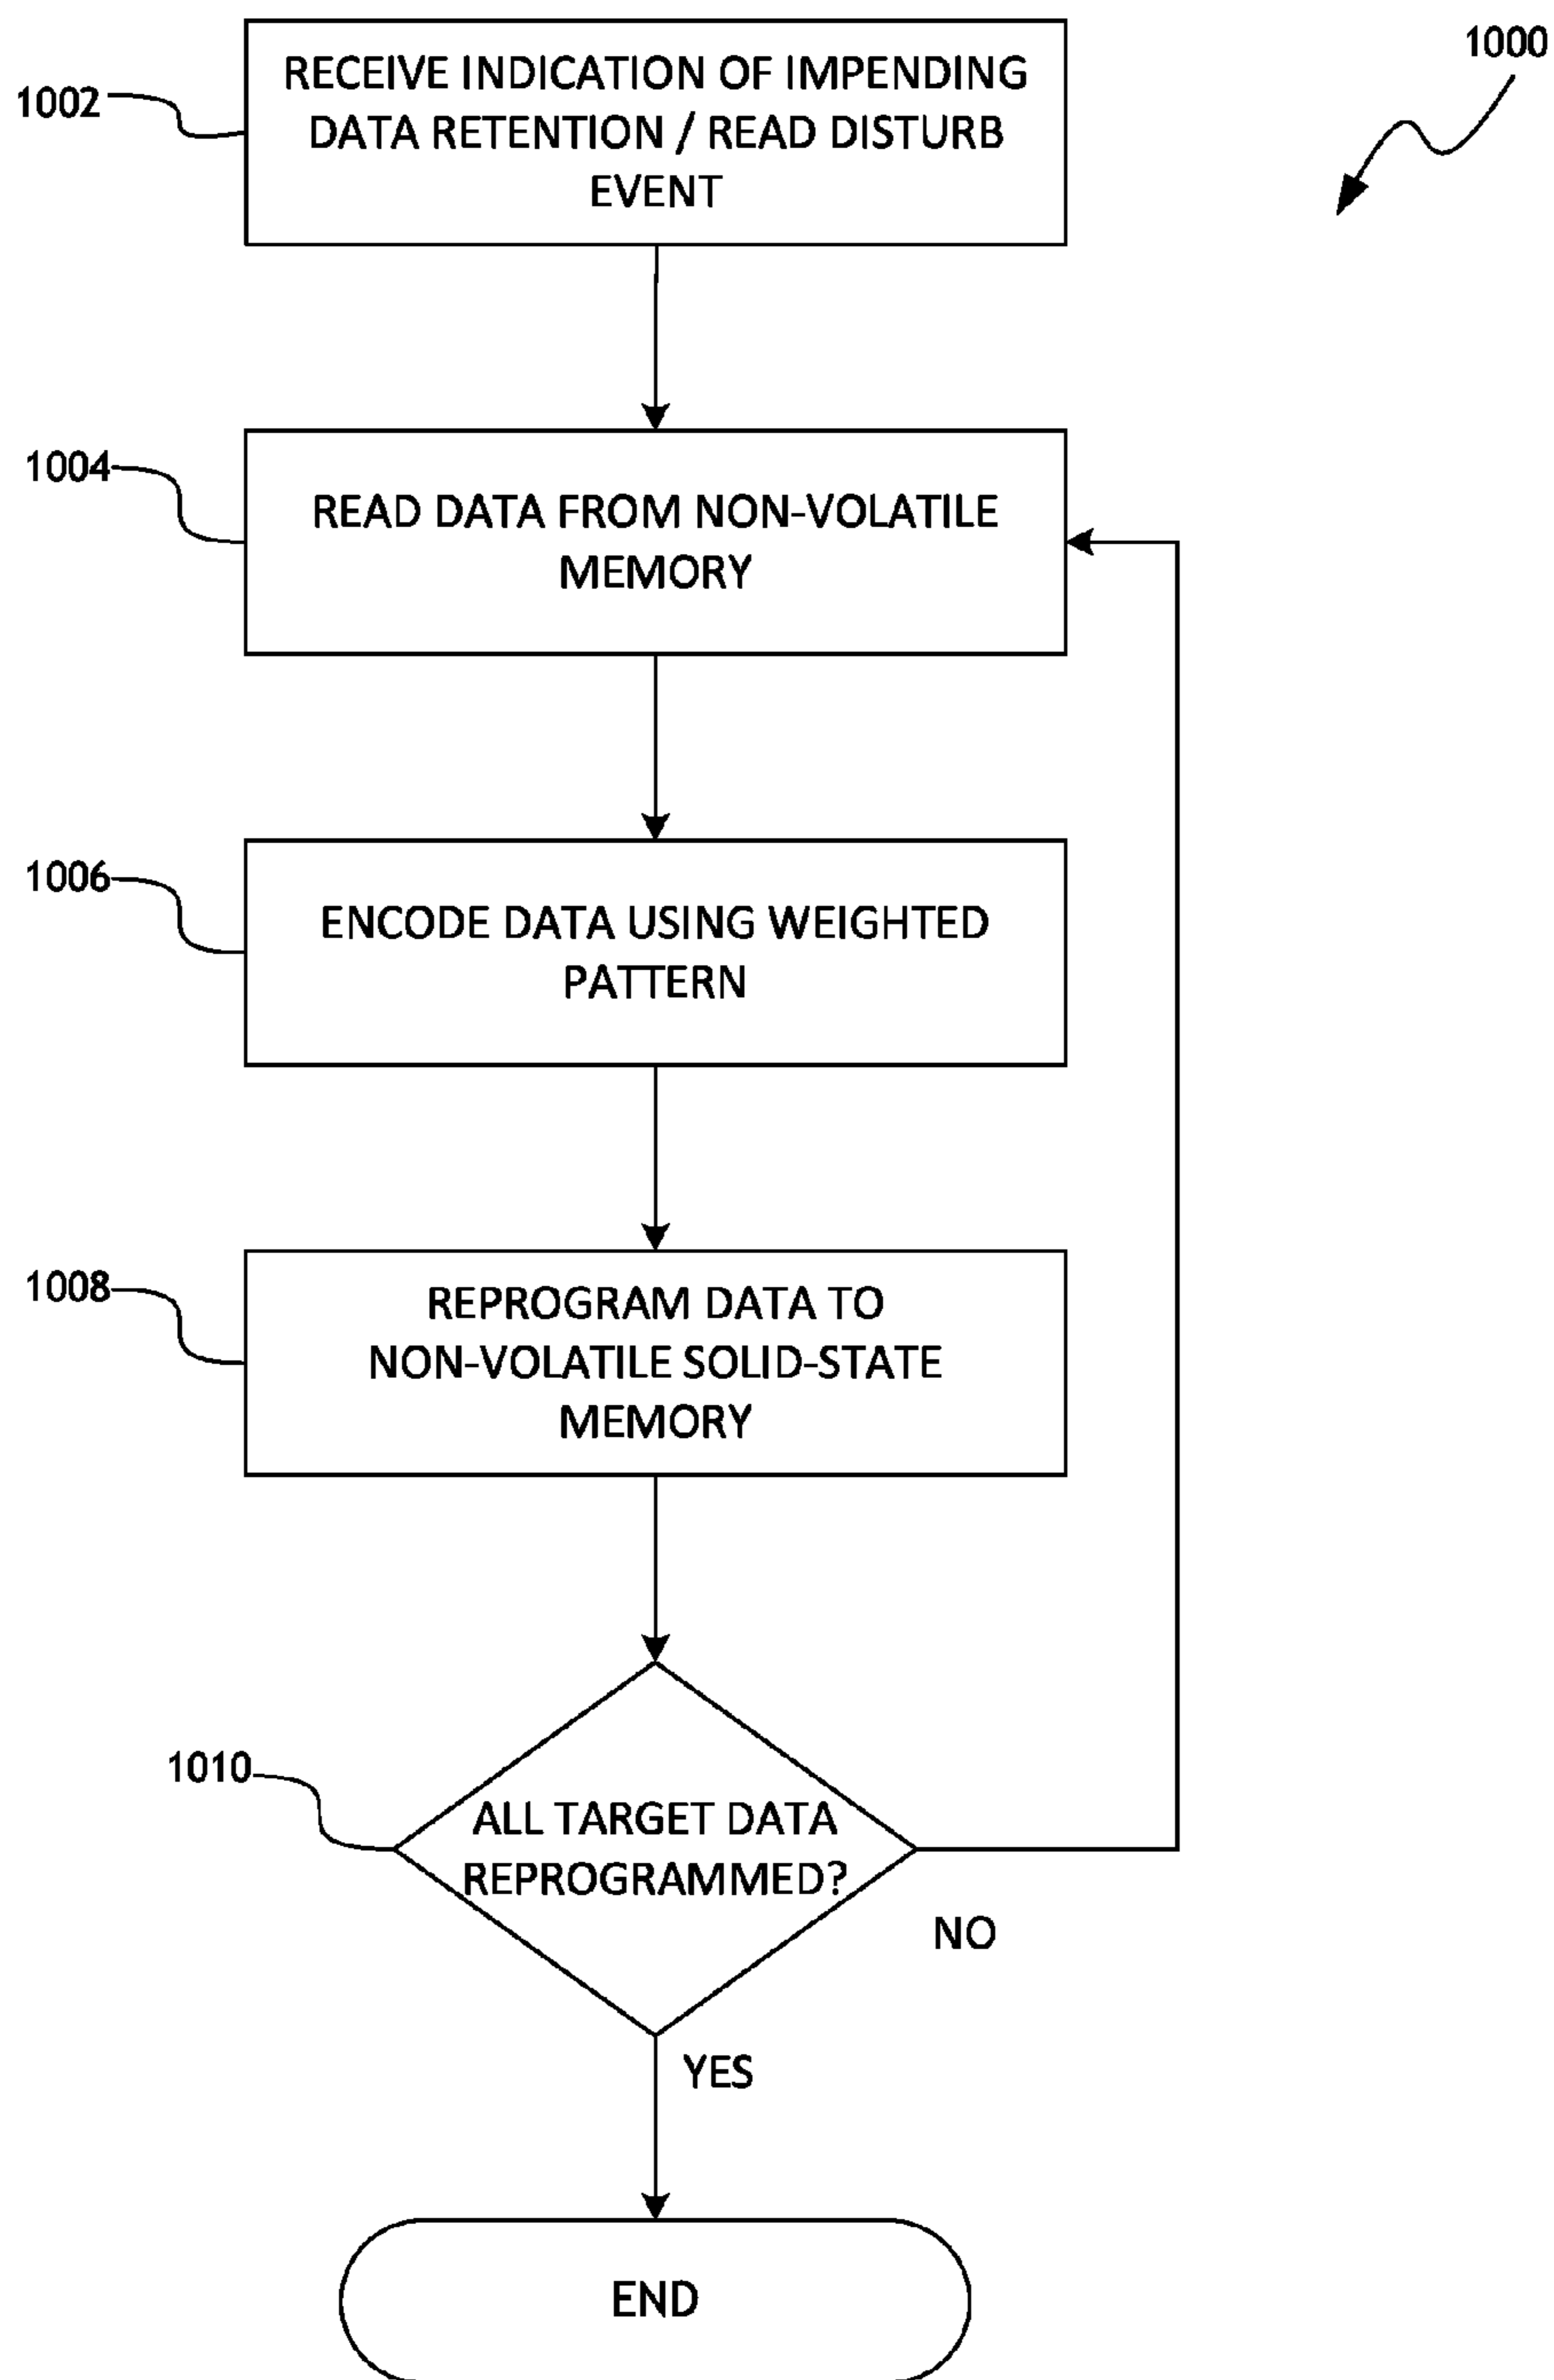 1000
1002
RECEIVE INDICATION OF IMPENDING
DATA RETENTION / READ DISTURB
EVENT
1004
READ DATA FROM NON-VOLATILE
MEMORY
1006
ENCODE DATA USING WEIGHTED
PATTERN
1008
REPROGRAM DATA TO
NON-VOLATILE SOLID-STATE
MEMORY
1010
ALL TARGET DATA
REPROGRAMMED?
NO
YES
END